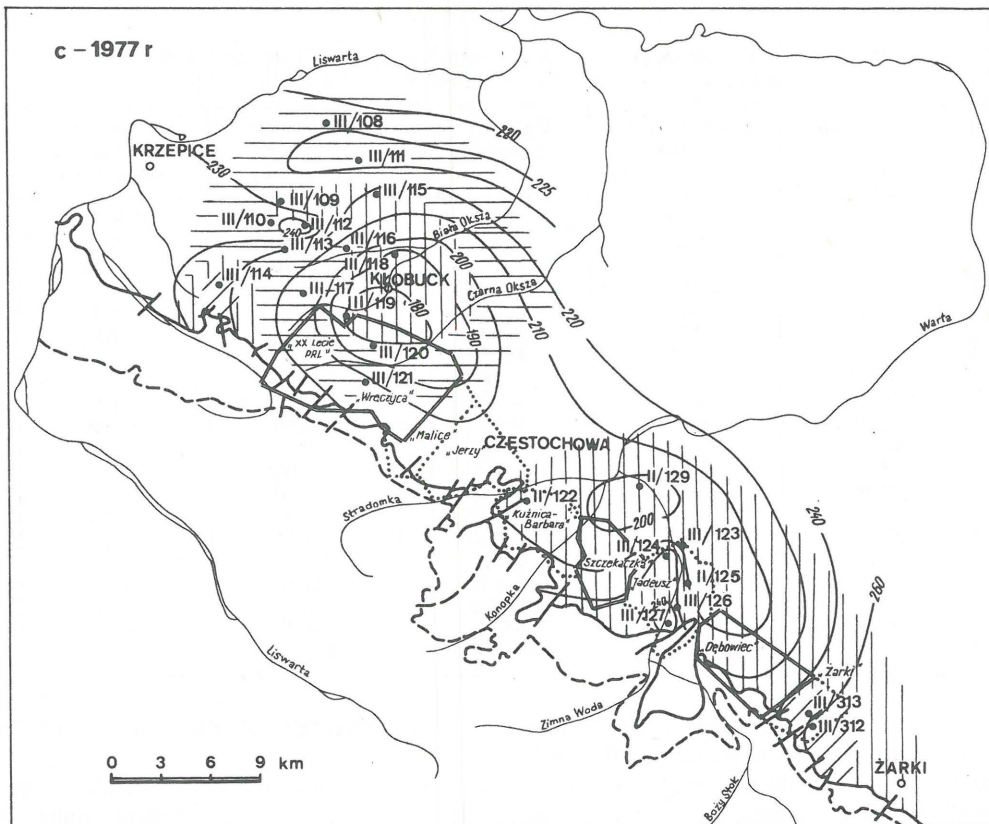 c – 1977 r
Liswarta
III/108
KRZEPICE
230
III/111
230
225
III/109
III/115
III/110
240
III/112
Biała Oksza
III/113
III/116
200
III/118
III/114
KŁOBUCK
Czarna Oksza
III/117
180
220
III/119
210
190
Warta
„XX Lecie
PRL”
III/120
III/121
„Wręczyca”
„Malice”
„Jerzy”
CZĘSTOCHOWA
II/129
II/122
Stradomka
„Kuźnica-
Barbara”
200
240
III/123
III/124
„Szczekaczka”
„Tadeusz”
II/125
260
Konopka
III/126
240
III/127
„Dębowiec”
Liswarta
„Żarki”
III/313
Zimna Woda
III/312
ŻARKI
0 3 6 9 km
Boży Stok